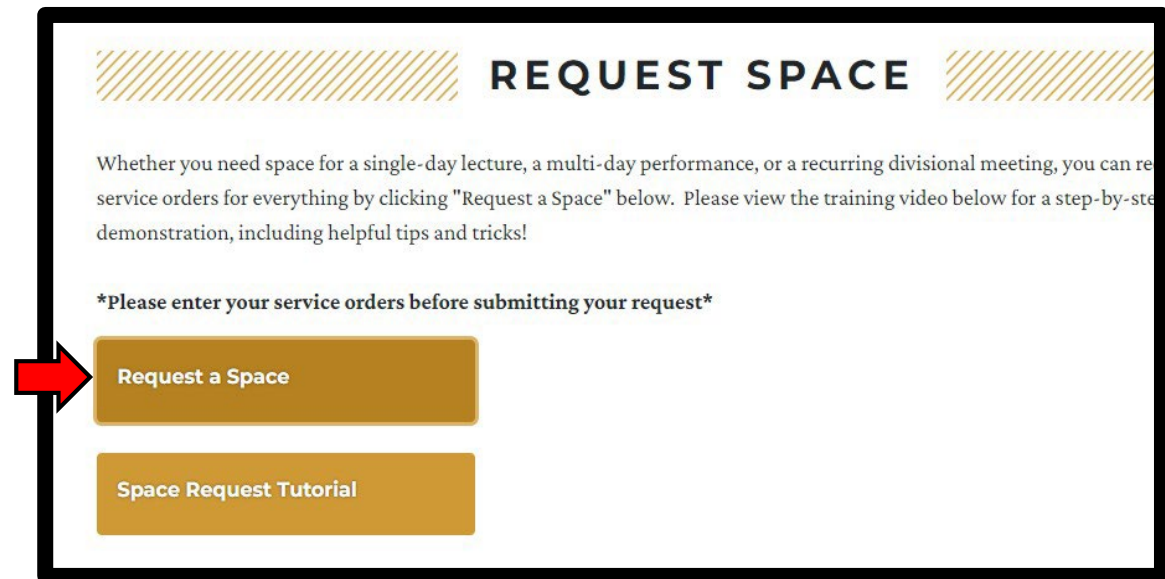 REQUEST SPACE
Whether you need space for a single-day lecture, a multi-day performance, or a recurring divisional meeting, you can re
service orders for everything by clicking "Request a Space" below. Please view the training video below for a step-by-ste
demonstration, including helpful tips and tricks!
*Please enter your service orders before submitting your request*
Request a Space
Space Request Tutorial